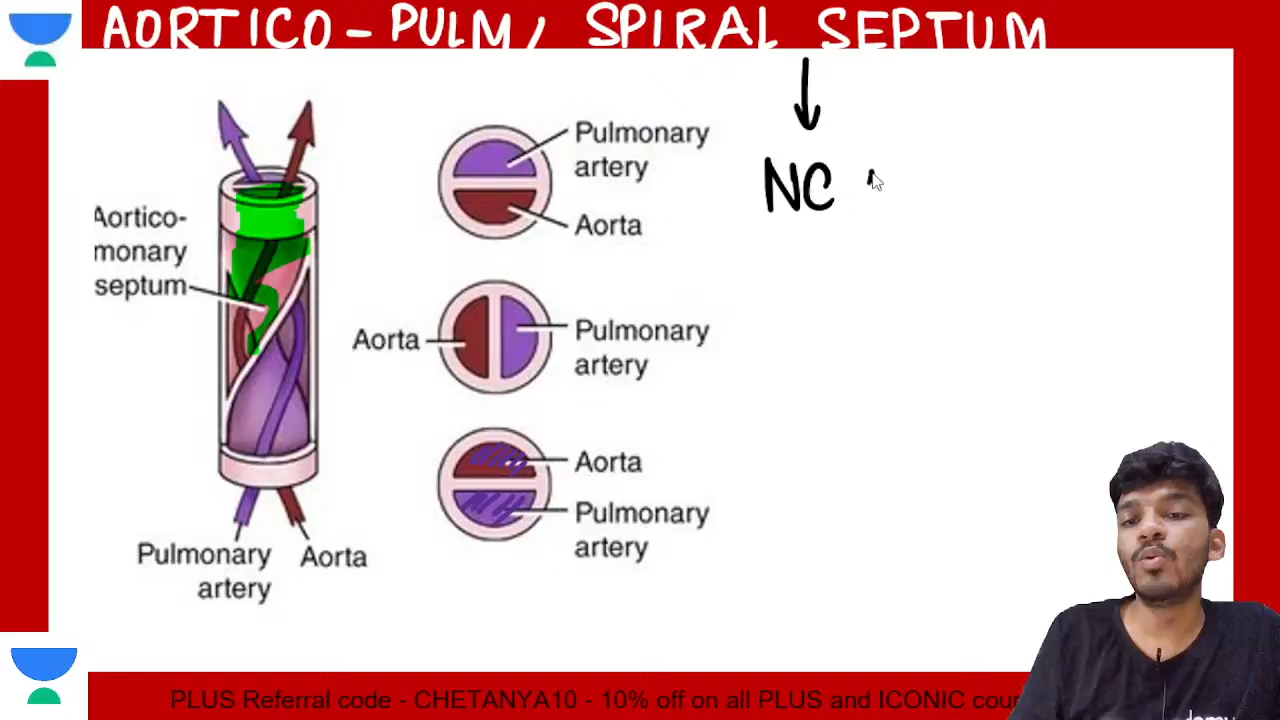 AORTICO - PULM / SPIRAL SEPTUM
NC
Aortico-
monary
septum
Pulmonary
artery
Aorta
Pulmonary
artery
Aorta
Aorta
Pulmonary
artery
Aorta
Pulmonary
artery
PLUS Referral code - CHETANYA10 - 10% off on all PLUS and ICONIC cour